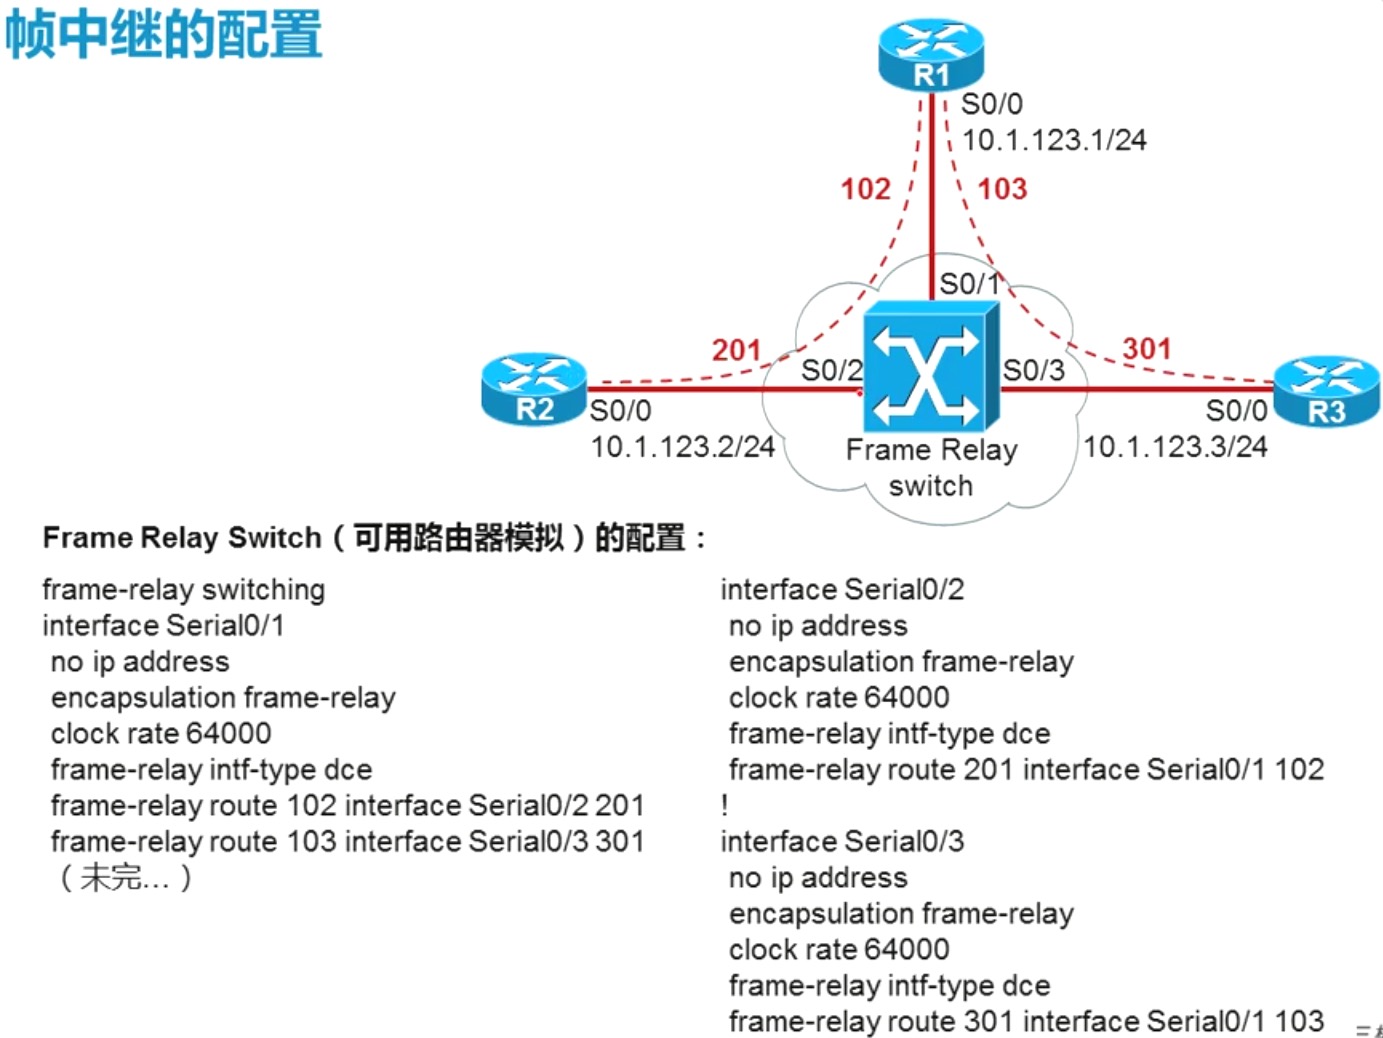 帧中继的配置
R1
S0/0
10.1.123.1/24
102
103
S0/1
201
301
S0/2
S0/3
R2
S0/0
10.1.123.2/24
S0/0
R3
10.1.123.3/24
Frame Relay
switch
Frame Relay Switch（可用路由器模拟）的配置：
frame-relay switching
interface Serial0/1
no ip address
encapsulation frame-relay
clock rate 64000
frame-relay intf-type dce
frame-relay route 102 interface Serial0/2 201
frame-relay route 103 interface Serial0/3 301
（未完...）
interface Serial0/2
no ip address
encapsulation frame-relay
clock rate 64000
frame-relay intf-type dce
frame-relay route 201 interface Serial0/1 102
!
interface Serial0/3
no ip address
encapsulation frame-relay
clock rate 64000
frame-relay intf-type dce
frame-relay route 301 interface Serial0/1 103